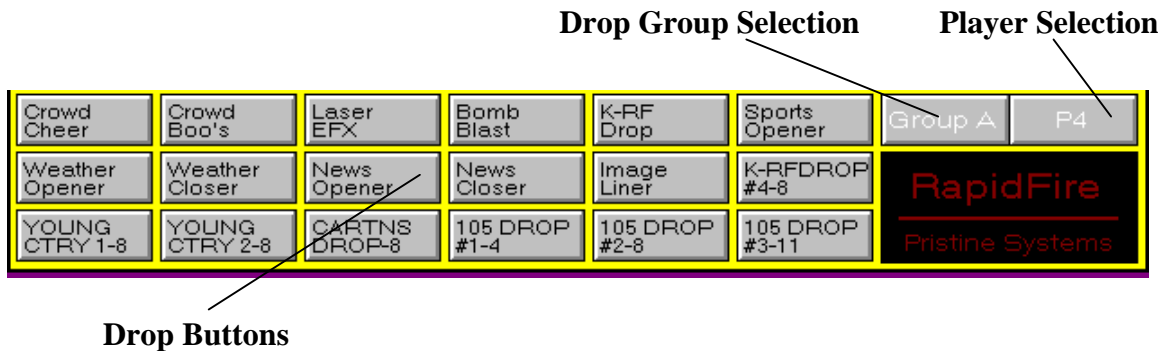 Drop Group Selection
Player Selection
Crowd
Cheer
Crowd
Boo's
Laser
EFX
Bomb
Blast
K-RF
Drop
Sports
Opener
Group A
P4
Weather
Opener
Weather
Closer
News
Opener
News
Closer
Image
Liner
K-RFDROP
#4-8
RapidFire
YOUNG
CTRY 1-8
YOUNG
CTRY 2-8
CARTNS
DROP-8
105 DROP
#1-4
105 DROP
#2-8
105 DROP
#3-11
Pristine Systems
Drop Buttons